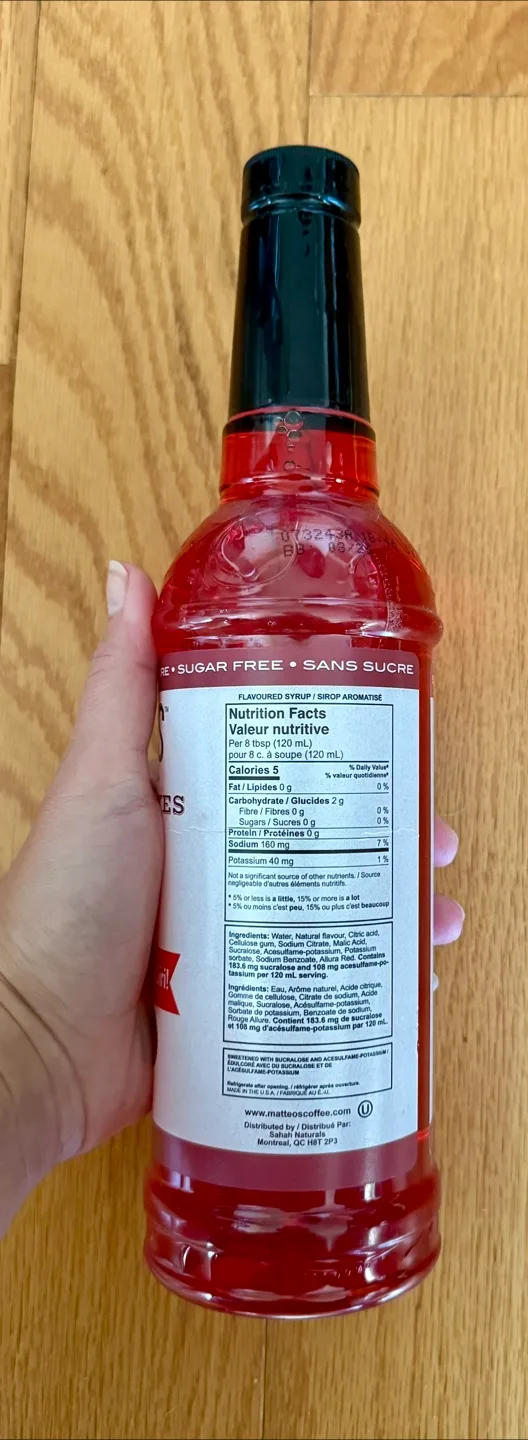 073243R
BB 03/2
RE • SUGAR FREE • SANS SUCRE
S™
ES
FLAVOURED SYRUP / SIROP AROMATISÉ
Nutrition Facts
Valeur nutritive
Per 8 tbsp (120 mL)
pour 8 c. à soupe (120 mL)
Calories 5
% Daily Value*
% valeur quotidienne*
Fat / Lipides 0 g 0 %
Carbohydrate / Glucides 2 g
Fibre / Fibres 0 g 0 %
Sugars / Sucres 0 g 0 %
Protein / Protéines 0 g
Sodium 160 mg 7 %
Potassium 40 mg 1 %
Not a significant source of other nutrients. / Source
negligeable d'autres éléments nutritifs.
* 5% or less is a little, 15% or more is a lot
* 5% ou moins c'est peu, 15% ou plus c'est beaucoup
Ingredients: Water, Natural flavour, Citric acid,
Cellulose gum, Sodium Citrate, Malic Acid,
Sucralose, Acesulfame-potassium, Potassium
sorbate, Sodium Benzoate, Allura Red. Contains
183.6 mg sucralose and 108 mg acesulfame-po-
tassium per 120 mL serving.
Ingrédients: Eau, Arôme naturel, Acide citrique,
Gomme de cellulose, Citrate de sodium, Acide
malique, Sucralose, Acésulfame-potassium,
Sorbate de potassium, Benzoate de sodium,
Rouge Allure. Contient 183.6 mg de sucralose
et 108 mg d'acésulfame-potassium par 120 mL.
SWEETENED WITH SUCRALOSE AND ACESULFAME-POTASSIUM /
ÉDULCORÉ AVEC DU SUCRALOSE ET DE
L'ACÉSULFAME-POTASSIUM
Refrigerate after opening. / réfrigérer après ouverture.
MADE IN THE U.S.A. / FABRIQUÉ AU É.-U.
www.matteoscoffee.com U
Distributed by / Distribué Par:
Sahah Naturals
Montreal, QC H8T 2P3